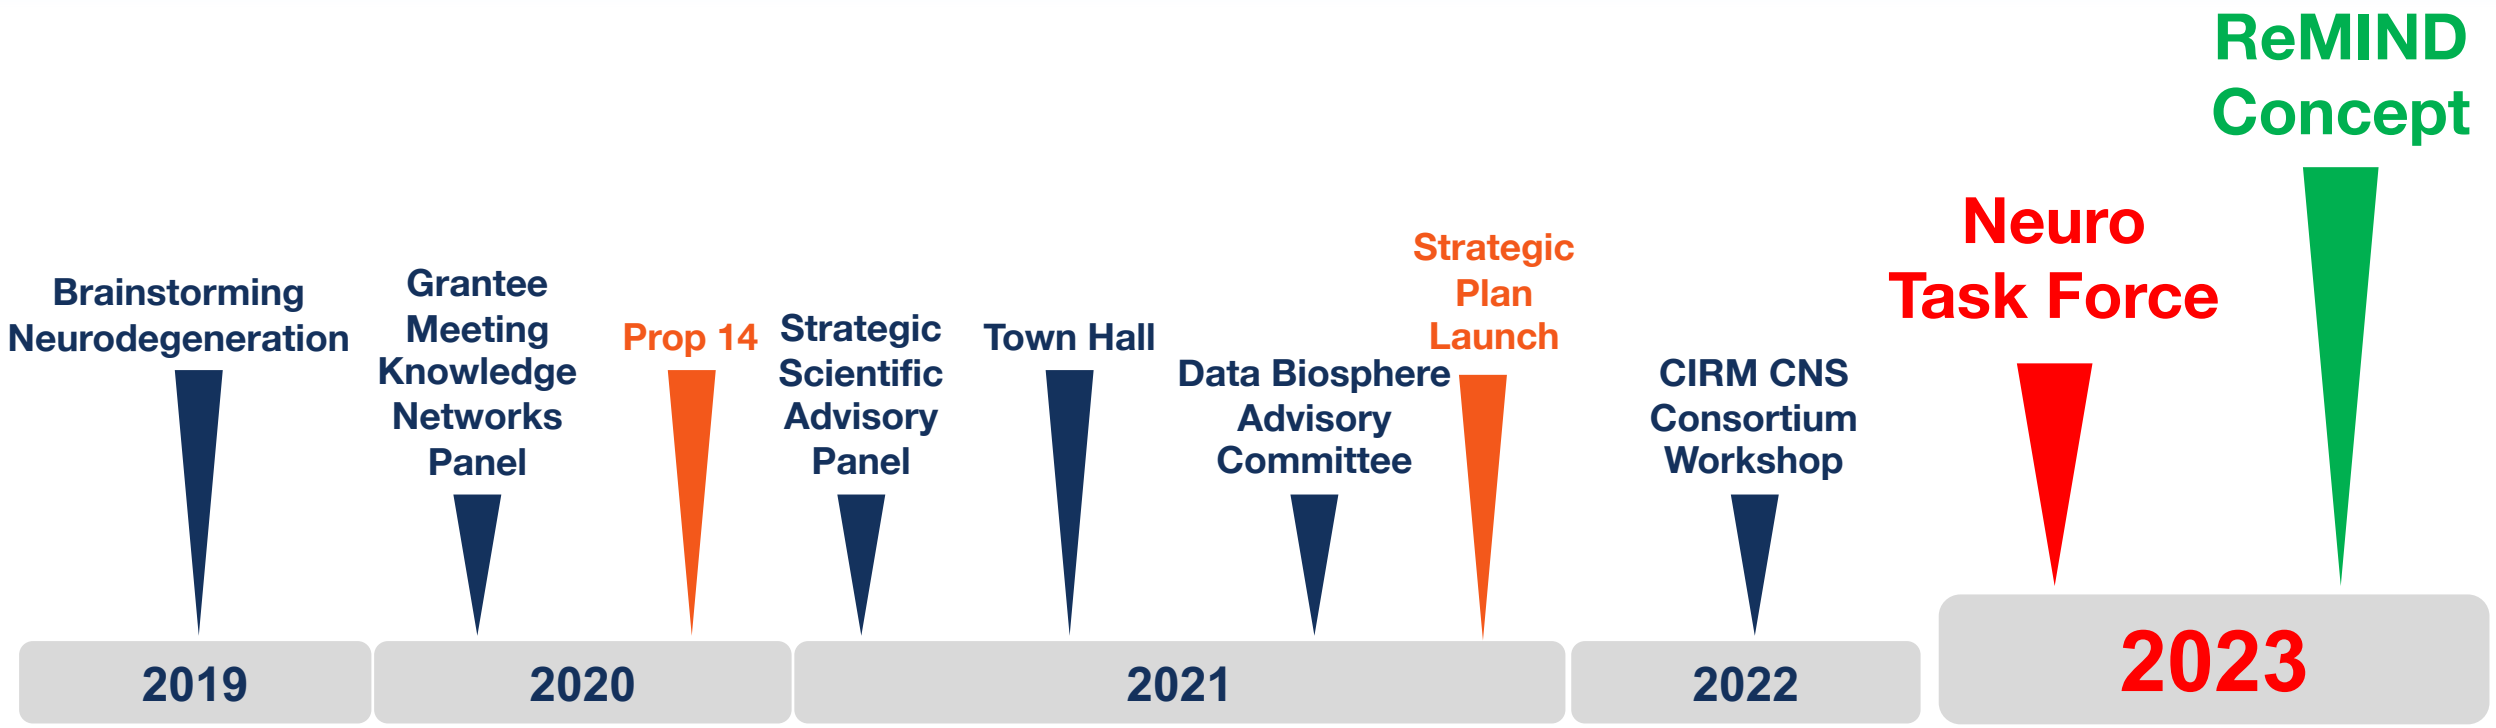 Brainstorming
Neurodegeneration
Grantee
Meeting
Knowledge
Networks
Panel
Prop 14
Strategic
Scientific
Advisory
Panel
Town Hall
Data Biosphere
Advisory
Committee
Strategic
Plan
Launch
CIRM CNS
Consortium
Workshop
Neuro
Task Force
ReMIND
Concept
2019
2020
2021
2022
2023